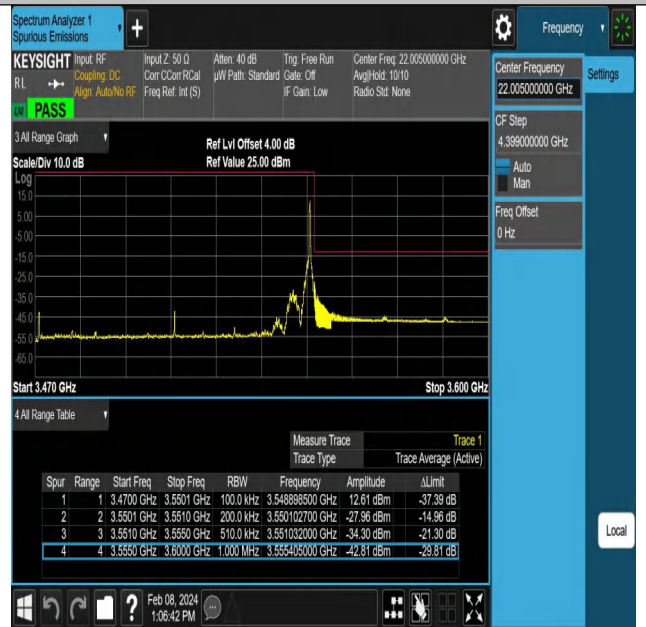 Spectrum Analyzer 1
Spurious Emissions
Frequency
KEYSIGHT
Input: RF
Coupling: DC
Align: Auto/No RF
Input Z: 50 Ω
Corr CCorr RCal
Freq Ref: Int (S)
Atten: 40 dB
µW Path: Standard
Trig: Free Run
Gate: Off
IF Gain: Low
Center Freq: 22.005000000 GHz
Avg|Hold: 10/10
Radio Std: None
RL
LNI PASS
Center Frequency
22.005000000 GHz
Settings
CF Step
4.399000000 GHz
Auto
Man
Freq Offset
0 Hz
3 All Range Graph
Scale/Div 10.0 dB
Ref Lvl Offset 4.00 dB
Ref Value 25.00 dBm
Log
15.0
5.00
-5.00
-15.0
-25.0
-35.0
-45.0
-55.0
-65.0
Start 3.470 GHz
Stop 3.600 GHz
4 All Range Table
Measure Trace Trace 1
Trace Type Trace Average (Active)
Spur Range Start Freq Stop Freq RBW Frequency Amplitude ΔLimit
1 1 3.4700 GHz 3.5501 GHz 100.0 kHz 3.548898500 GHz 12.61 dBm -37.39 dB
2 2 3.5501 GHz 3.5510 GHz 200.0 kHz 3.550102700 GHz -27.96 dBm -14.96 dB
3 3 3.5510 GHz 3.5550 GHz 510.0 kHz 3.551032000 GHz -34.30 dBm -21.30 dB
4 4 3.5550 GHz 3.6000 GHz 1.000 MHz 3.555405000 GHz -42.81 dBm -29.81 dB
Local
Feb 08, 2024
1:06:42 PM